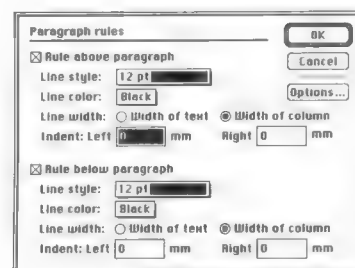 Paragraph rules
OK
Rule above paragraph
Cancel
Line style: 12 pt
Line color: Black
Options...
Line width: Width of text Width of column
Indent: Left 0 mm Right 0 mm
Rule below paragraph
Line style: 12 pt
Line color: Black
Line width: Width of text Width of column
Indent: Left 0 mm Right 0 mm